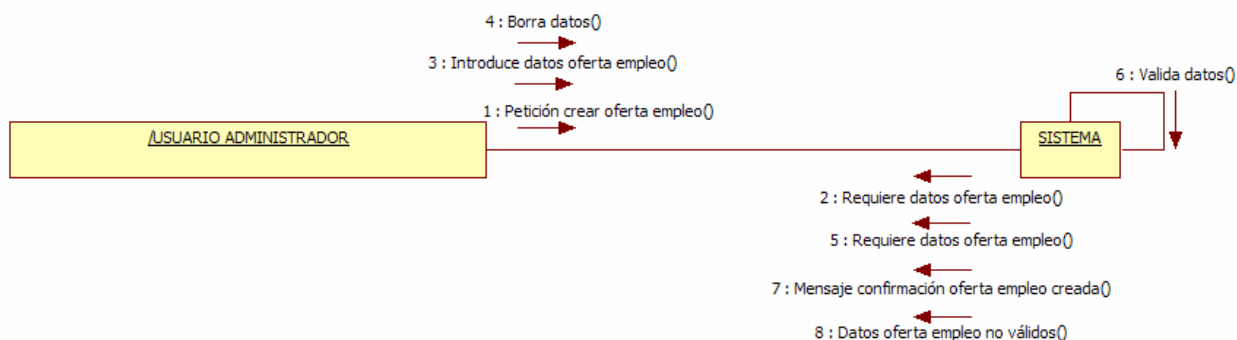 4 : Borra datos()
3 : Introduce datos oferta empleo()
6 : Valida datos()
1 : Petición crear oferta empleo()
/USUARIO ADMINISTRADOR
SISTEMA
2 : Requiere datos oferta empleo()
5 : Requiere datos oferta empleo()
7 : Mensaje confirmación oferta empleo creada()
8 : Datos oferta empleo no válidos()